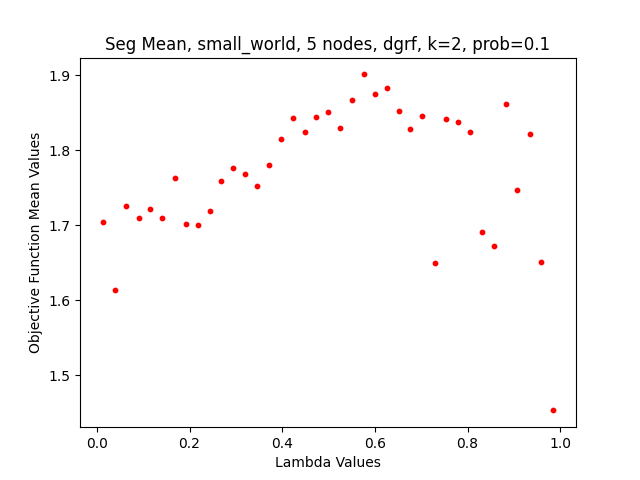 Seg Mean, small_world, 5 nodes, dgrf, k=2, prob=0.1
Objective Function Mean Values
1.9
1.8
1.7
1.6
1.5
0.0 0.2 0.4 0.6 0.8 1.0
Lambda Values